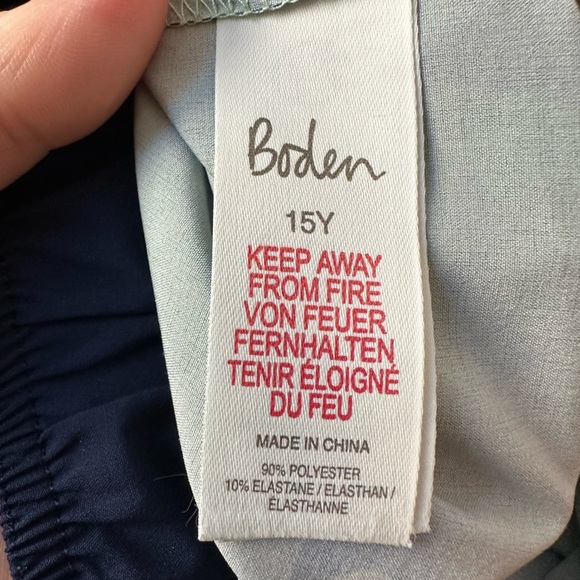 Boden
15Y
KEEP AWAY
FROM FIRE
VON FEUER
FERNHALTEN
TENIR ÉLOIGNÉ
DU FEU
MADE IN CHINA
90% POLYESTER
10% ELASTANE / ELASTHAN /
ÉLASTHANNE